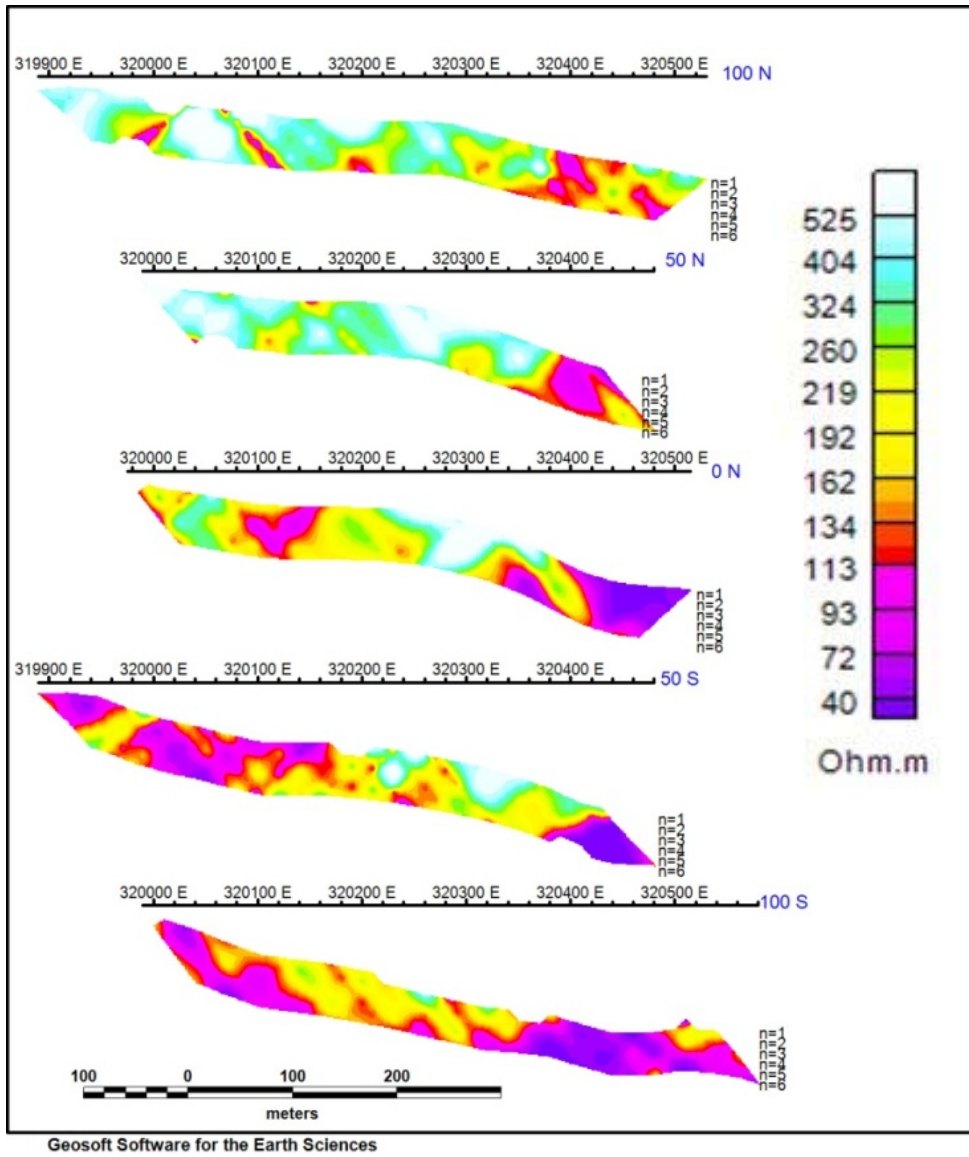 319900 E 320000 E 320100 E 320200 E 320300 E 320400 E 320500 E
100 N
n=1
n=2
n=3
n=4
n=5
n=6
320000 E 320100 E 320200 E 320300 E 320400 E
50 N
n=1
n=2
n=3
n=4
n=5
n=6
320000 E 320100 E 320200 E 320300 E 320400 E 320500 E
0 N
n=1
n=2
n=3
n=4
n=5
n=6
319900 E 320000 E 320100 E 320200 E 320300 E 320400 E
50 S
n=1
n=2
n=3
n=4
n=5
n=6
320000 E 320100 E 320200 E 320300 E 320400 E 320500 E
100 S
n=1
n=2
n=3
n=4
n=5
n=6
525
404
324
260
219
192
162
134
113
93
72
40
Ohm.m
100 0 100 200
meters
Geosoft Software for the Earth Sciences